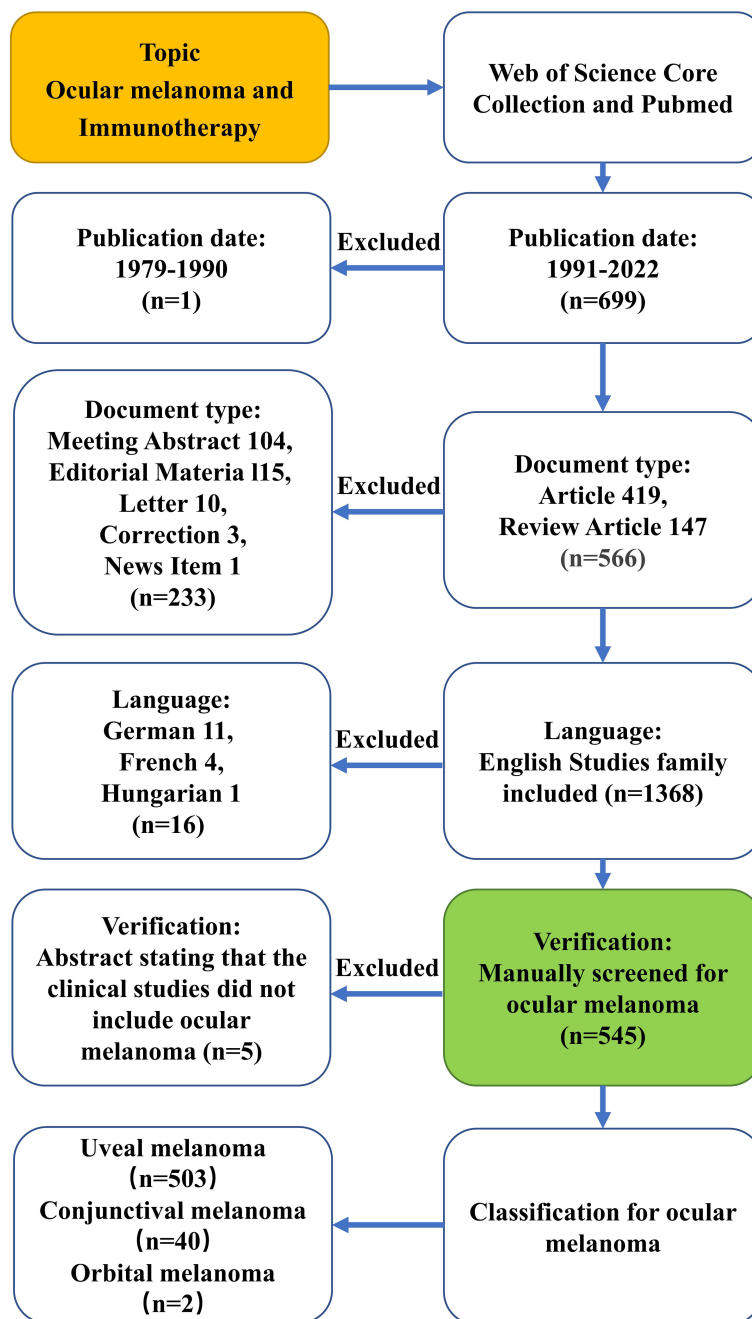 Topic
Ocular melanoma and
Immunotherapy
Web of Science Core
Collection and Pubmed
Publication date:
1979-1990
(n=1)
Excluded
Publication date:
1991-2022
(n=699)
Document type:
Meeting Abstract 104,
Editorial Materia l15,
Letter 10,
Correction 3,
News Item 1
(n=233)
Excluded
Document type:
Article 419,
Review Article 147
(n=566)
Language:
German 11,
French 4,
Hungarian 1
(n=16)
Excluded
Language:
English Studies family
included (n=1368)
Verification:
Abstract stating that the
clinical studies did not
include ocular
melanoma (n=5)
Excluded
Verification:
Manually screened for
ocular melanoma
(n=545)
Uveal melanoma
(n=503)
Conjunctival melanoma
(n=40)
Orbital melanoma
(n=2)
Classification for ocular
melanoma